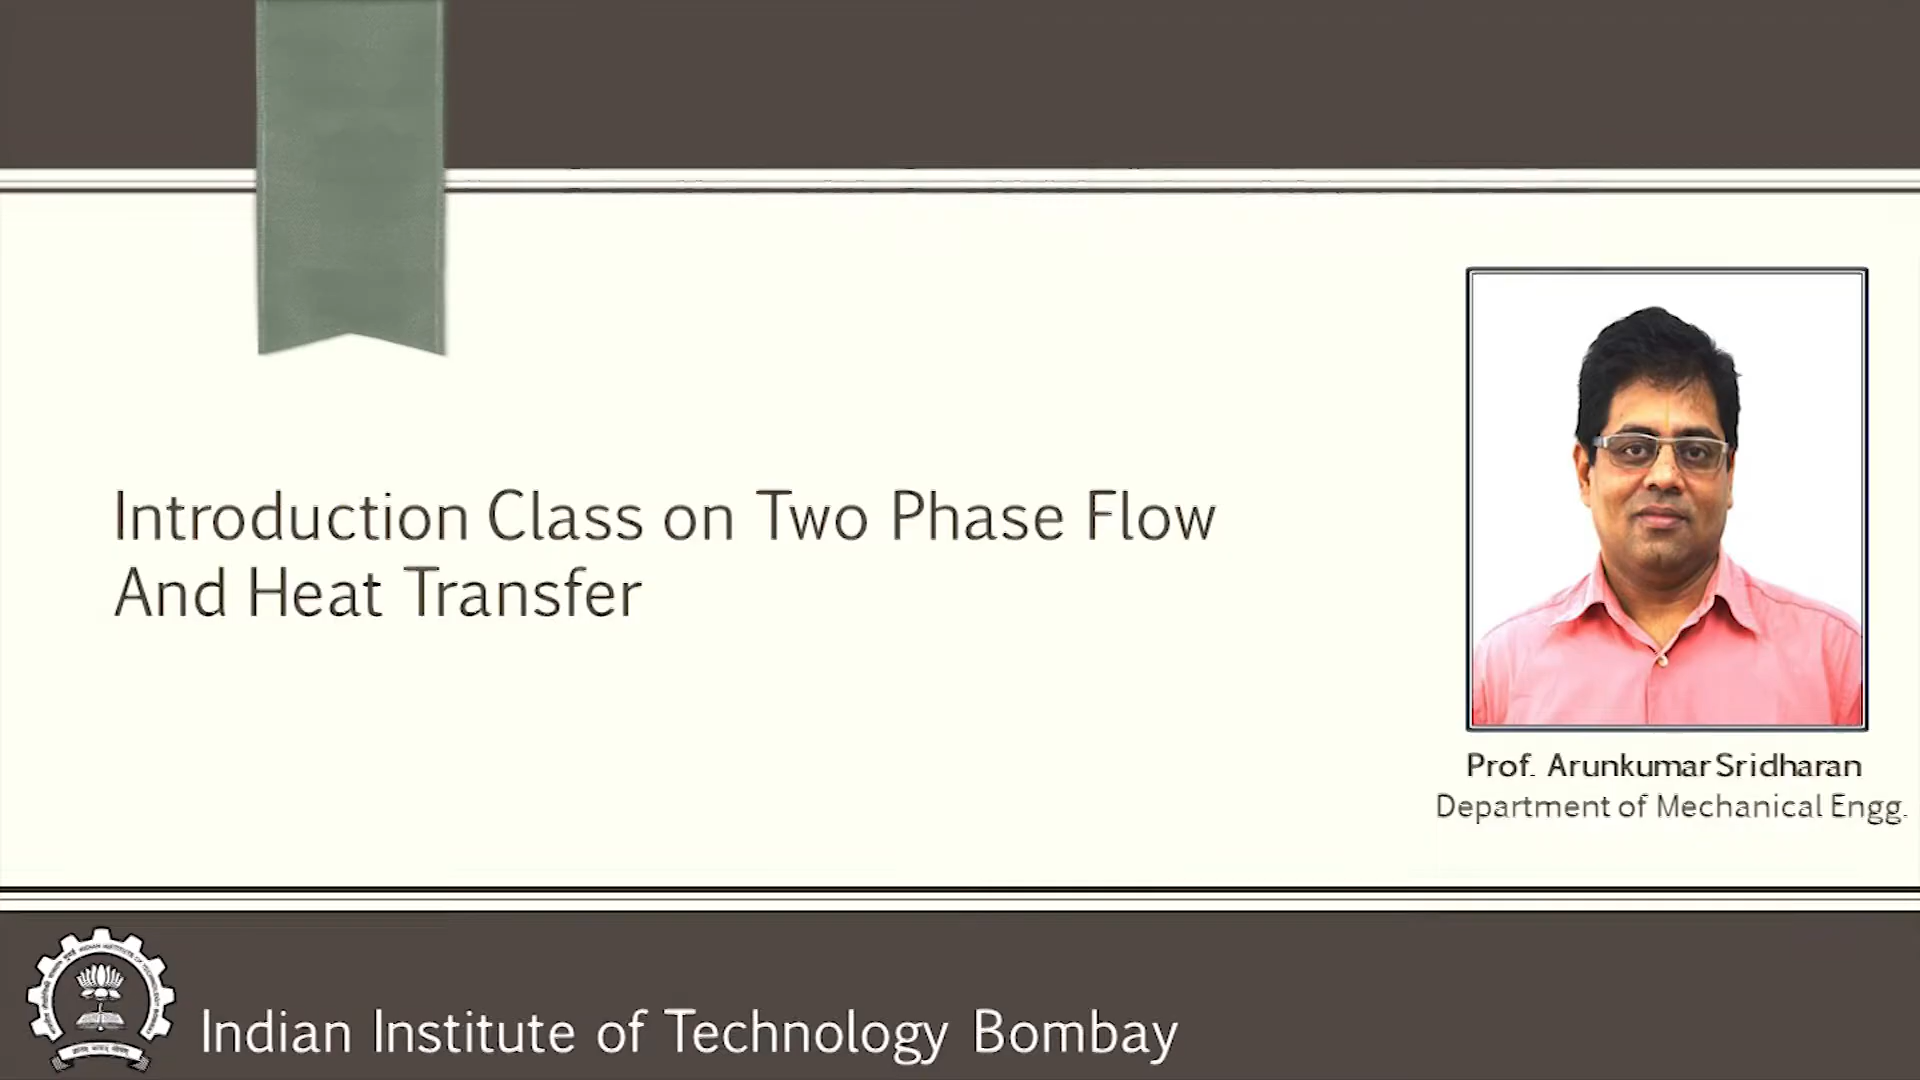 Introduction Class on Two Phase Flow
And Heat Transfer
Prof. Arunkumar Sridharan
Department of Mechanical Engg.
Indian Institute of Technology Bombay